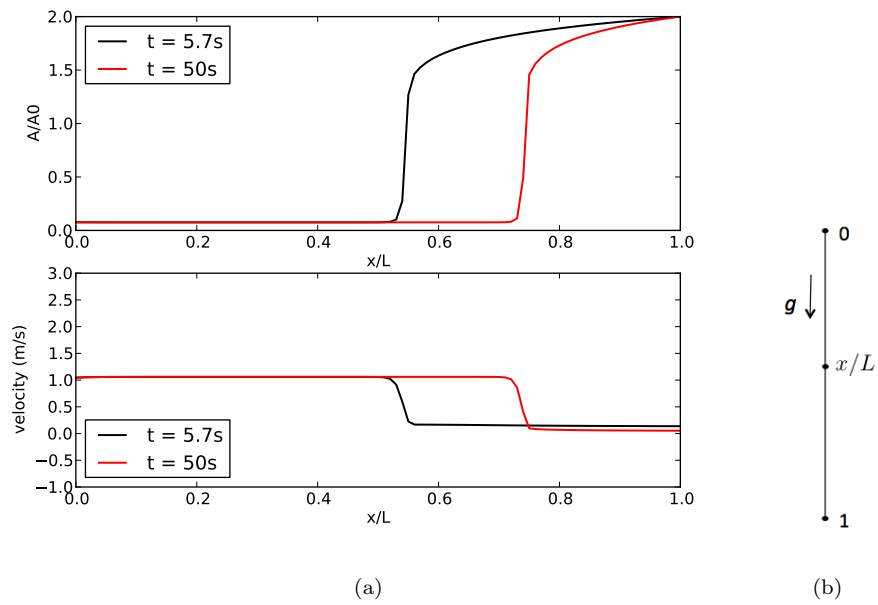 2.0
1.5
1.0
0.5
0.0
A/A0
t = 5.7s
t = 50s
0.0 0.2 0.4 0.6 0.8 1.0
x/L
3.0
2.5
2.0
1.5
1.0
0.5
0.0
−0.5
−1.0
velocity (m/s)
t = 5.7s
t = 50s
0.0 0.2 0.4 0.6 0.8 1.0
x/L
(a)
0
g
x/L
1
(b)